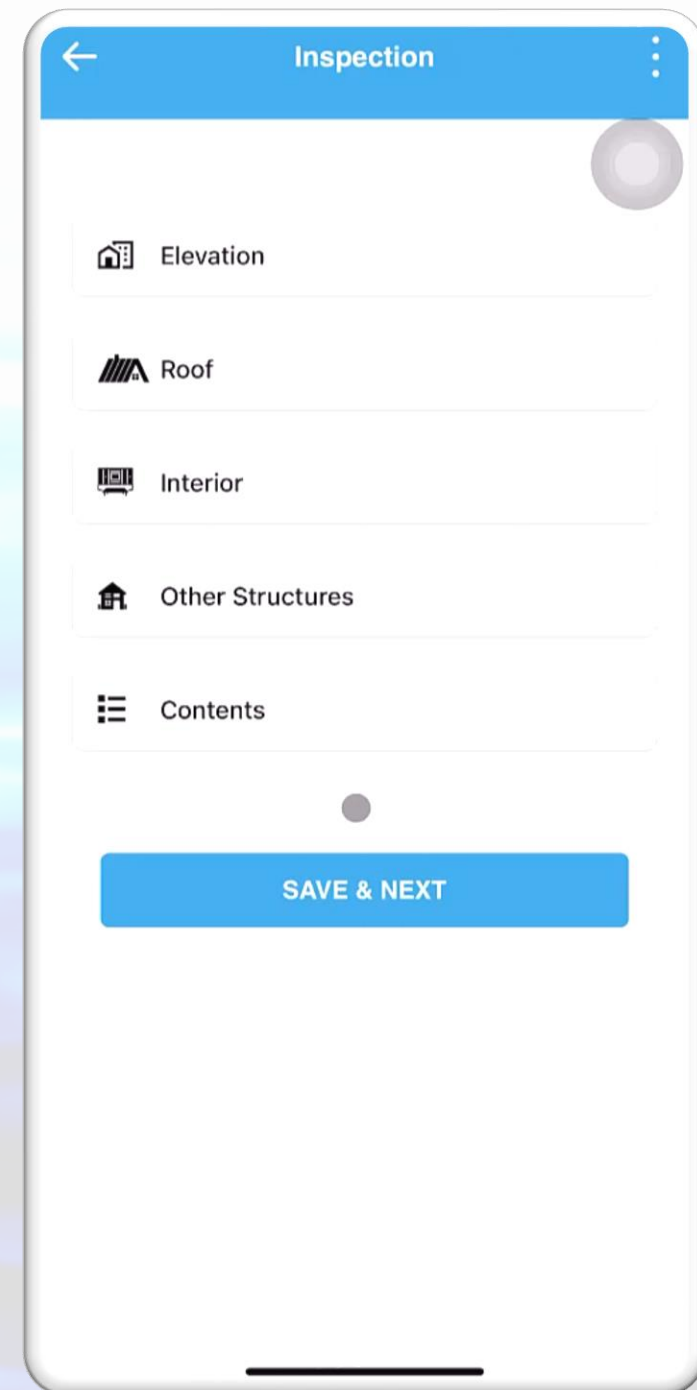 Inspection
Elevation
Roof
Interior
Other Structures
Contents
SAVE & NEXT